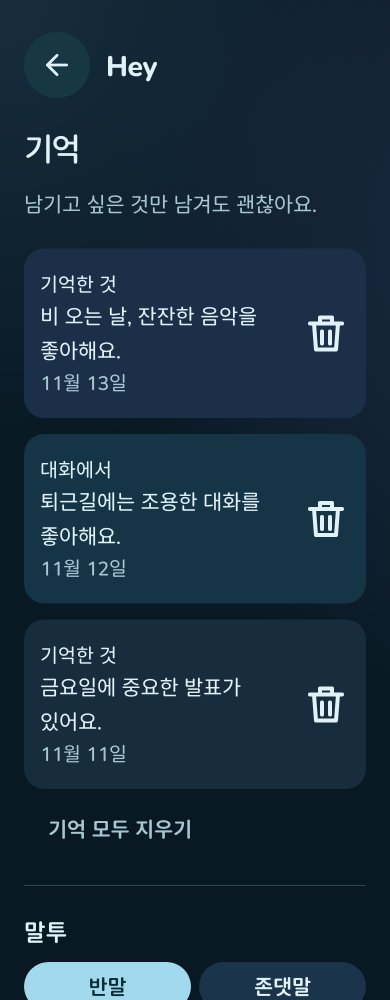 Hey
기억
남기고 싶은 것만 남겨도 괜찮아요.
기억한 것
비 오는 날, 잔잔한 음악을
좋아해요.
11월 13일
대화에서
퇴근길에는 조용한 대화를
좋아해요.
11월 12일
기억한 것
금요일에 중요한 발표가
있어요.
11월 11일
기억 모두 지우기
말투
반말
존댓말